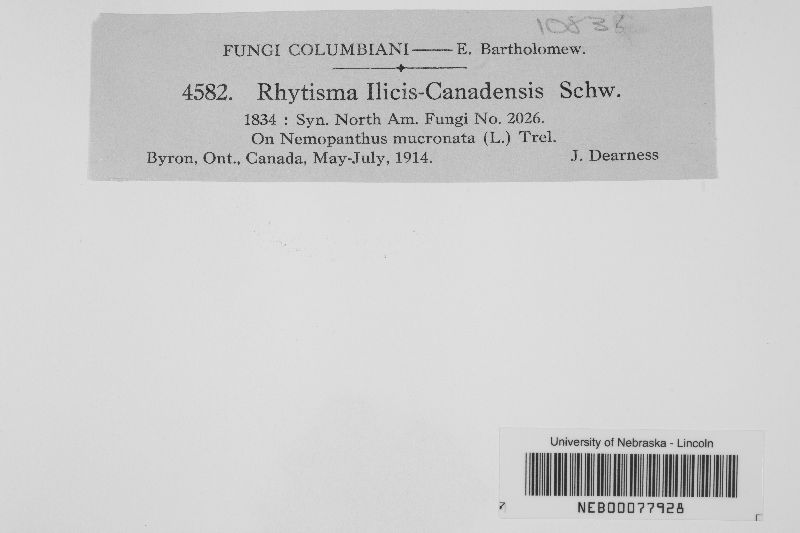 FUNGI COLUMBIANI—E. Bartholomew.
4582. Rhytisma Ilicis-Canadensis Schw.
1834 : Syn. North Am. Fungi No. 2026.
On Nemopanthus mucronata (L.) Trel.
Byron, Ont., Canada, May-July, 1914. J. Dearness
University of Nebraska - Lincoln
NEB00077928